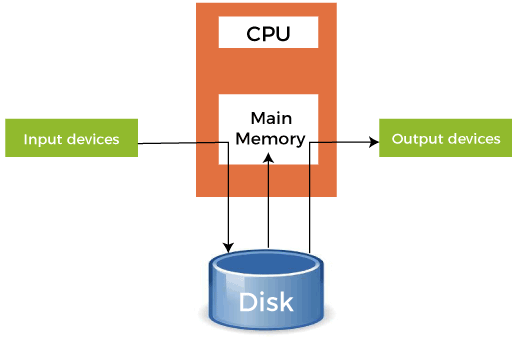 CPU
Main
Memory
Input devices
Output devices
Disk